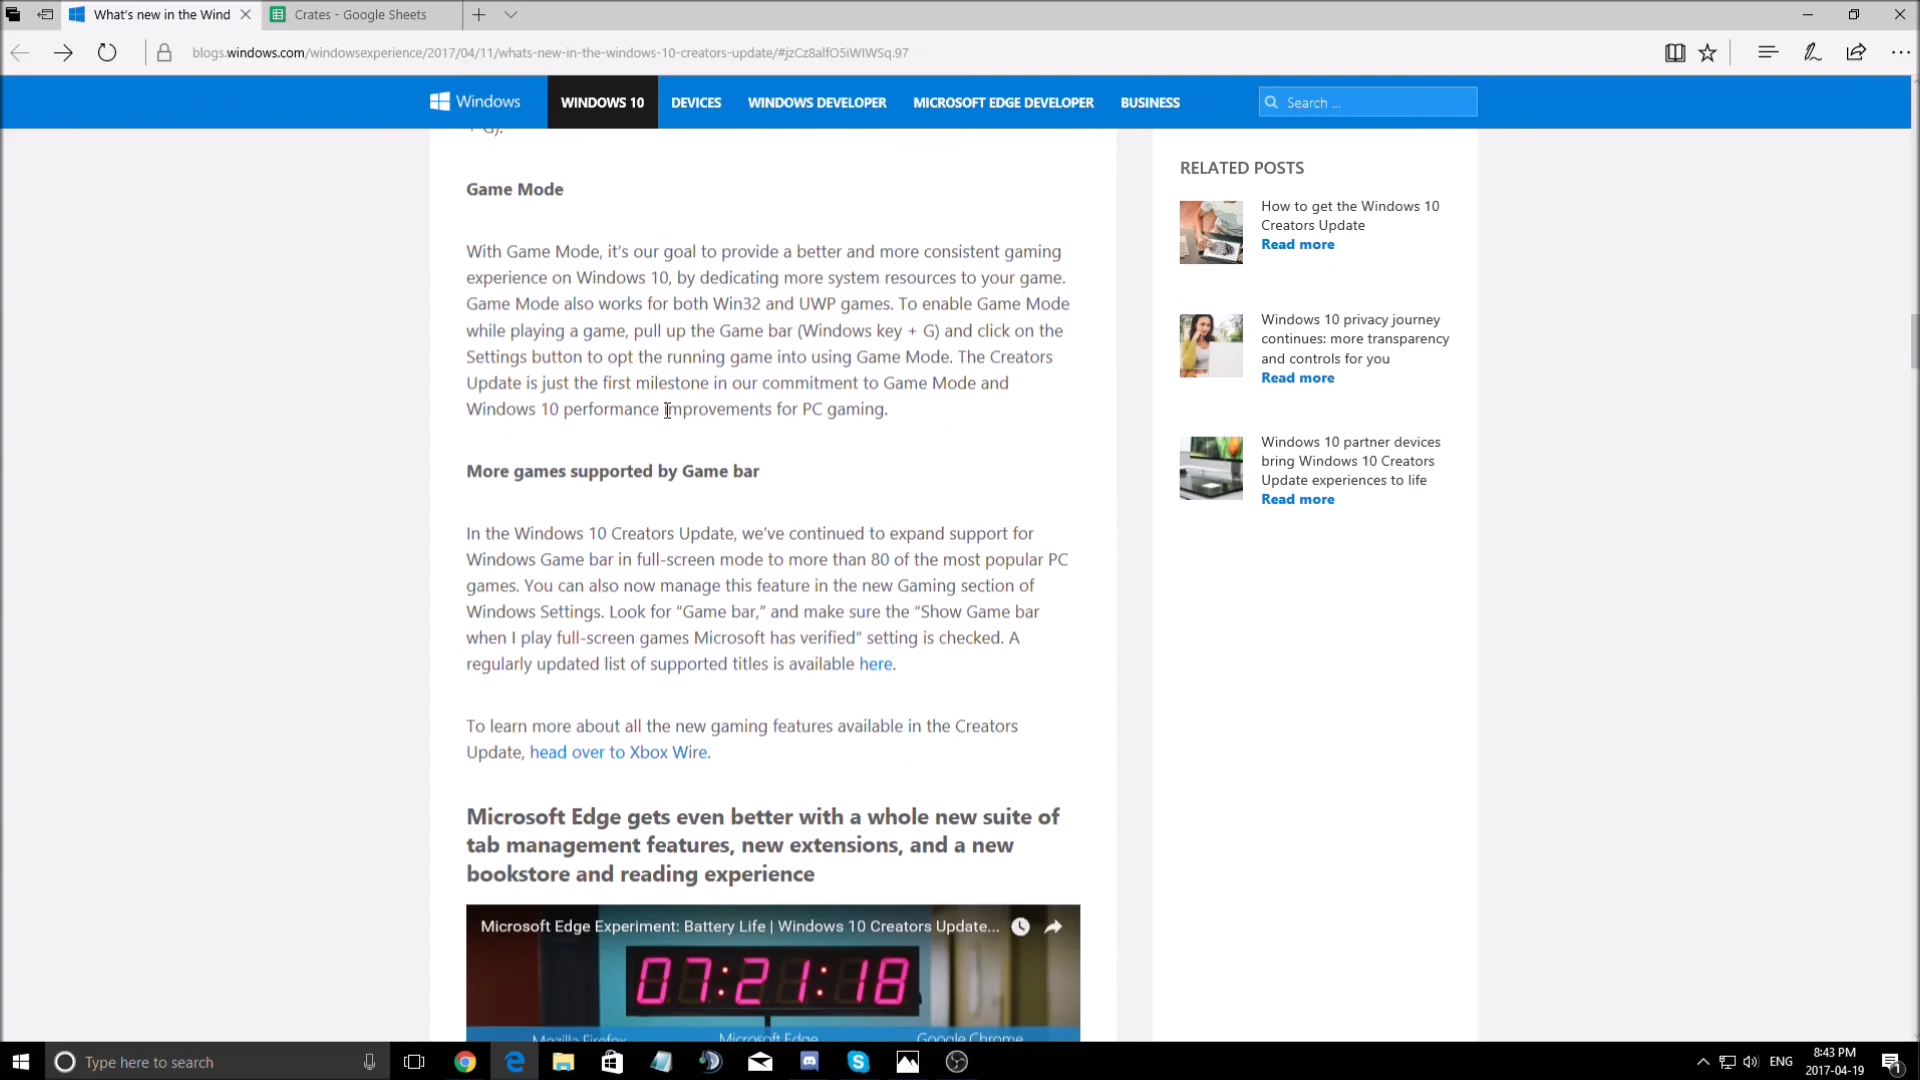 What's new in the Wind
Crates - Google Sheets
blogs.windows.com/windowsexperience/2017/04/11/whats-new-in-the-windows-10-creators-update/#jzCz8alfO5iWIWSq.97
Windows
WINDOWS 10
DEVICES
WINDOWS DEVELOPER
MICROSOFT EDGE DEVELOPER
BUSINESS
Search ...
+ G).
Game Mode
With Game Mode, it's our goal to provide a better and more consistent gaming
experience on Windows 10, by dedicating more system resources to your game.
Game Mode also works for both Win32 and UWP games. To enable Game Mode
while playing a game, pull up the Game bar (Windows key + G) and click on the
Settings button to opt the running game into using Game Mode. The Creators
Update is just the first milestone in our commitment to Game Mode and
Windows 10 performance improvements for PC gaming.
More games supported by Game bar
In the Windows 10 Creators Update, we've continued to expand support for
Windows Game bar in full-screen mode to more than 80 of the most popular PC
games. You can also now manage this feature in the new Gaming section of
Windows Settings. Look for “Game bar,” and make sure the “Show Game bar
when I play full-screen games Microsoft has verified” setting is checked. A
regularly updated list of supported titles is available here.
To learn more about all the new gaming features available in the Creators
Update, head over to Xbox Wire.
Microsoft Edge gets even better with a whole new suite of
tab management features, new extensions, and a new
bookstore and reading experience
Microsoft Edge Experiment: Battery Life | Windows 10 Creators Update...
07:21:18
Mozilla Firefox
Microsoft Edge
Google Chrome
RELATED POSTS
How to get the Windows 10
Creators Update
Read more
Windows 10 privacy journey
continues: more transparency
and controls for you
Read more
Windows 10 partner devices
bring Windows 10 Creators
Update experiences to life
Read more
Type here to search
ENG
8:43 PM
2017-04-19
1